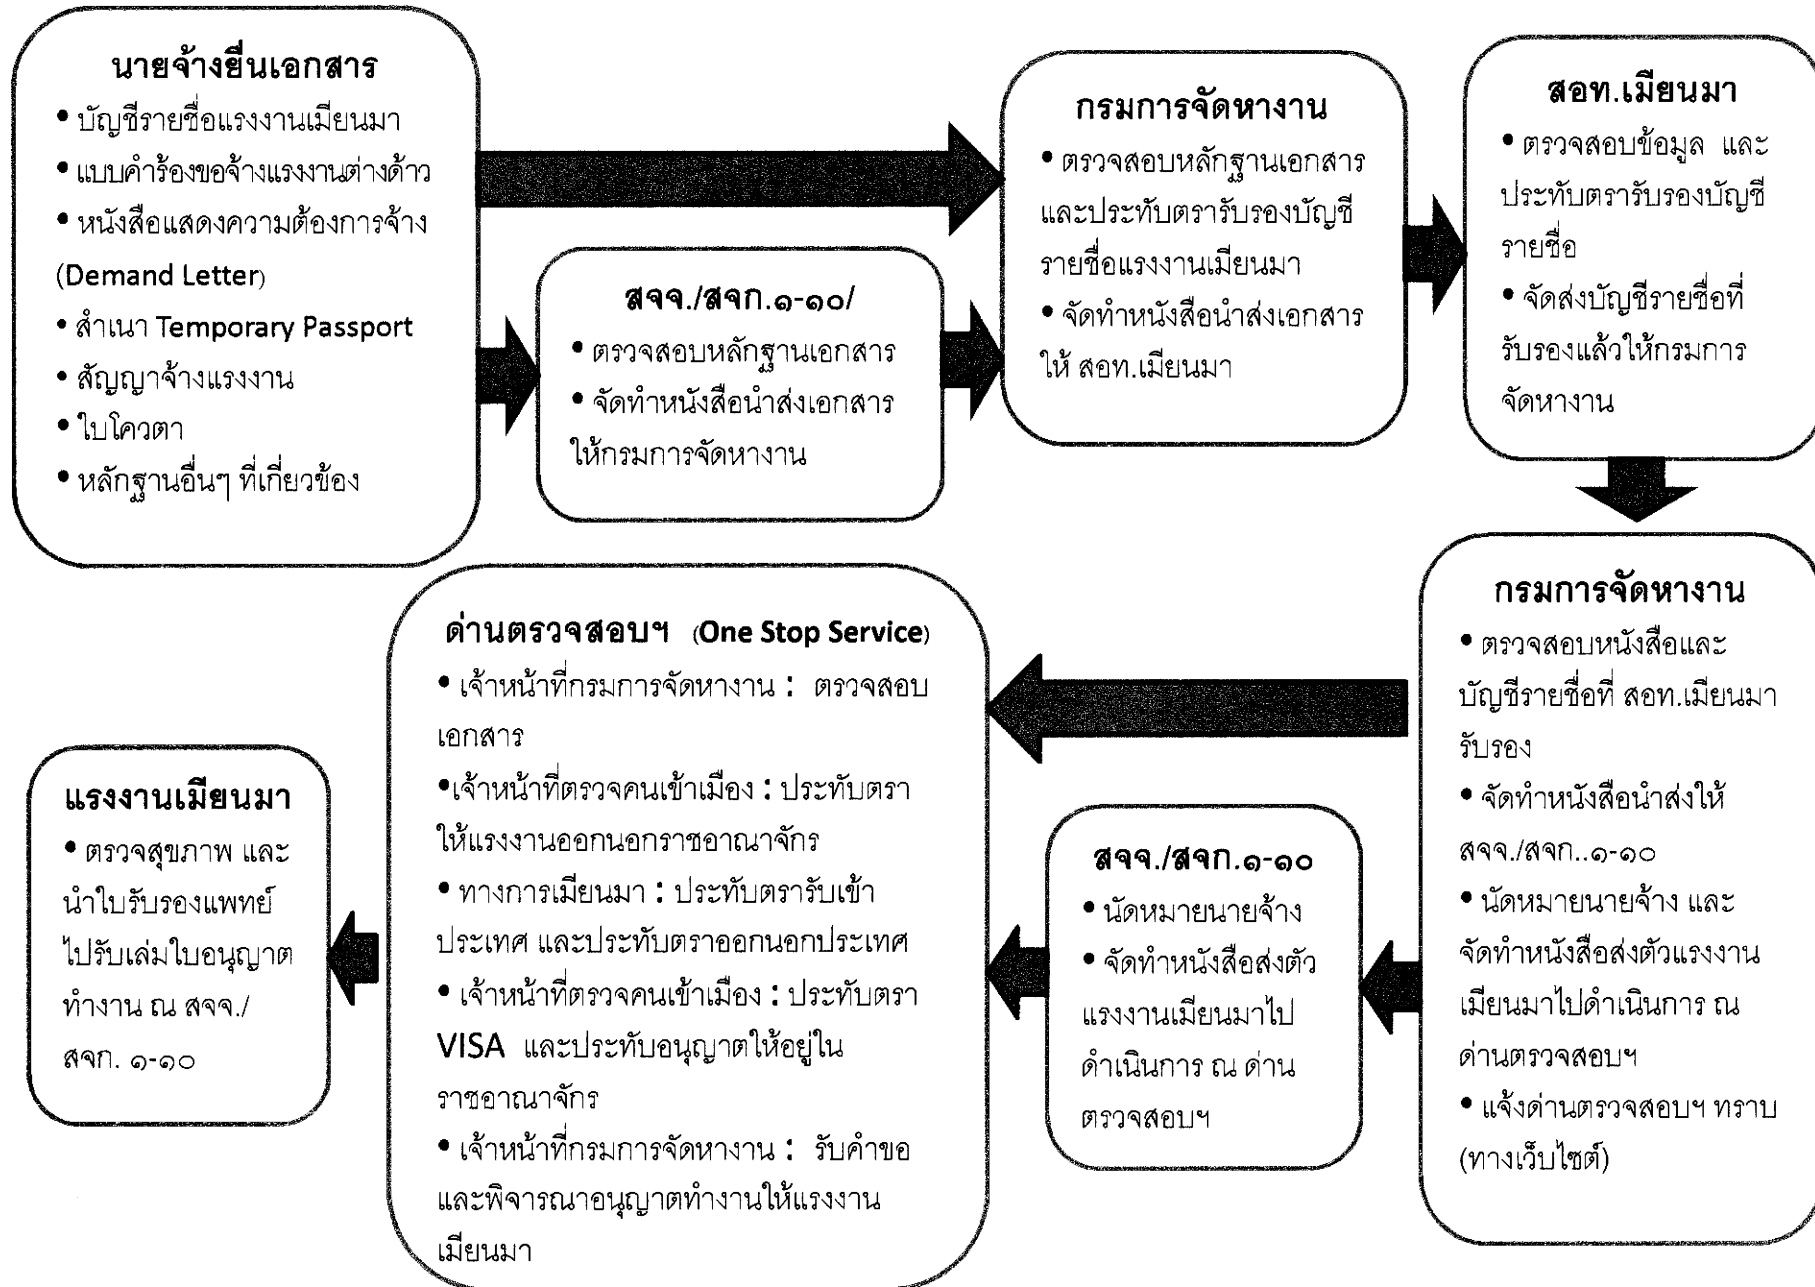 นายจ้างยื่นเอกสาร
• บัญชีรายชื่อแรงงานเมียนมา
• แบบคำร้องขอจ้างแรงงานต่างด้าว
• หนังสือแสดงความต้องการจ้าง
(Demand Letter)
• สำเนา Temporary Passport
• สัญญาจ้างแรงงาน
• ใบโควตา
• หลักฐานอื่นๆ ที่เกี่ยวข้อง
สจจ./สจก.๑-๑๐/
• ตรวจสอบหลักฐานเอกสาร
• จัดทำหนังสือนำส่งเอกสาร
ให้กรมการจัดหางาน
กรมการจัดหางาน
• ตรวจสอบหลักฐานเอกสาร
และประทับตรารับรองบัญชี
รายชื่อแรงงานเมียนมา
• จัดทำหนังสือนำส่งเอกสาร
ให้ สอท.เมียนมา
สอท.เมียนมา
• ตรวจสอบข้อมูล และ
ประทับตรารับรองบัญชี
รายชื่อ
• จัดส่งบัญชีรายชื่อที่
รับรองแล้วให้กรมการ
จัดหางาน
กรมการจัดหางาน
• ตรวจสอบหนังสือและ
บัญชีรายชื่อที่ สอท.เมียนมา
รับรอง
• จัดทำหนังสือนำส่งให้
สจจ./สจก..๑-๑๐
• นัดหมายนายจ้าง และ
จัดทำหนังสือส่งตัวแรงงาน
เมียนมาไปดำเนินการ ณ
ด่านตรวจสอบฯ
• แจ้งด่านตรวจสอบฯ ทราบ
(ทางเว็บไซต์)
สจจ./สจก.๑-๑๐
• นัดหมายนายจ้าง
• จัดทำหนังสือส่งตัว
แรงงานเมียนมาไป
ดำเนินการ ณ ด่าน
ตรวจสอบฯ
ด่านตรวจสอบฯ (One Stop Service)
• เจ้าหน้าที่กรมการจัดหางาน : ตรวจสอบ
เอกสาร
•เจ้าหน้าที่ตรวจคนเข้าเมือง : ประทับตรา
ให้แรงงานออกนอกราชอาณาจักร
• ทางการเมียนมา : ประทับตรารับเข้า
ประเทศ และประทับตราออกนอกประเทศ
• เจ้าหน้าที่ตรวจคนเข้าเมือง : ประทับตรา
VISA และประทับอนุญาตให้อยู่ใน
ราชอาณาจักร
• เจ้าหน้าที่กรมการจัดหางาน : รับคำขอ
และพิจารณาอนุญาตทำงานให้แรงงาน
เมียนมา
แรงงานเมียนมา
• ตรวจสุขภาพ และ
นำใบรับรองแพทย์
ไปรับเล่มใบอนุญาต
ทำงาน ณ สจจ./
สจก. ๑-๑๐